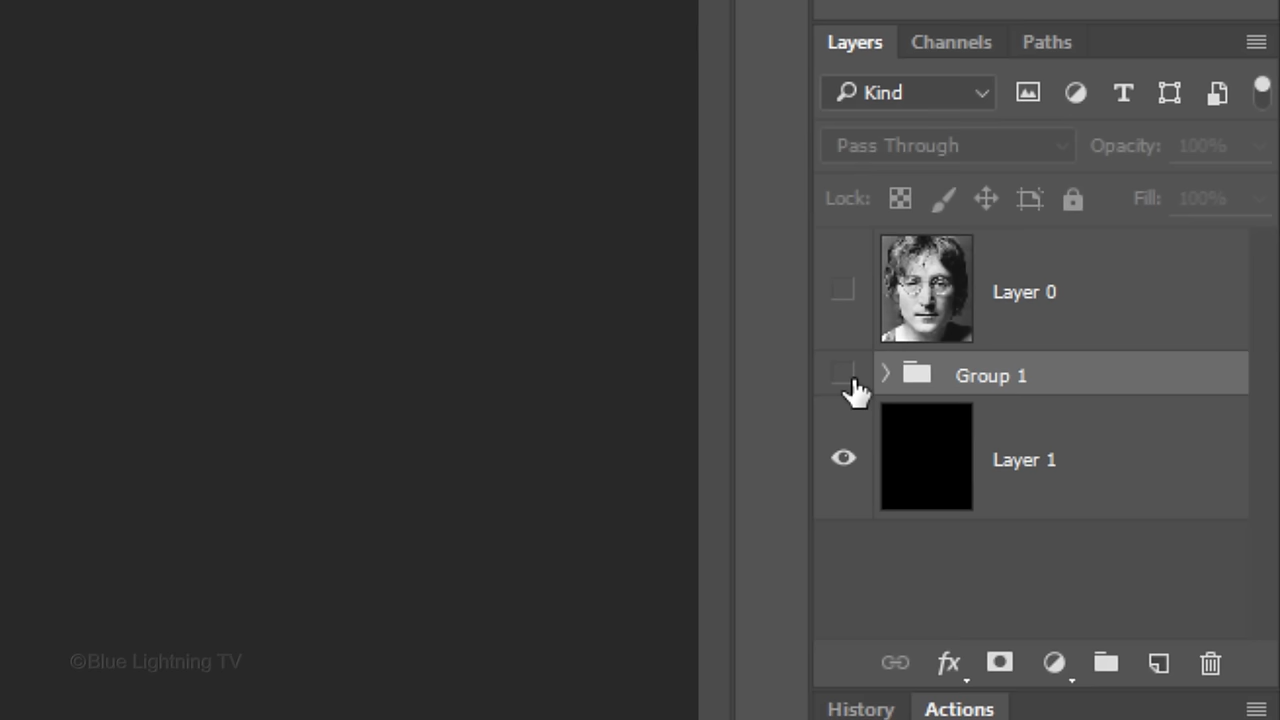 Layers Channels Paths
Kind
Pass Through Opacity: 100%
Lock: Fill: 100%
Layer 0
Group 1
Layer 1
©Blue Lightning TV
fx
History Actions